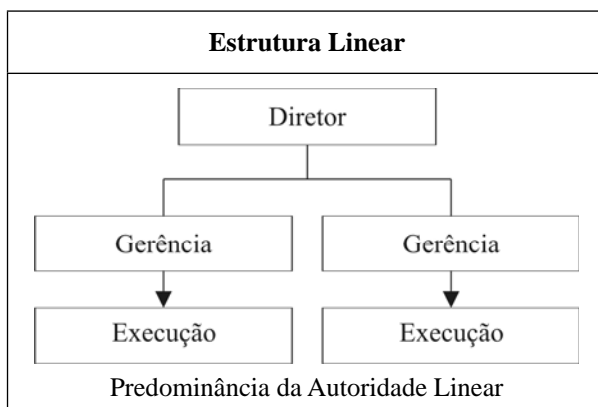 Estrutura Linear
Diretor
Gerência Gerência
Execução Execução
Predominância da Autoridade Linear